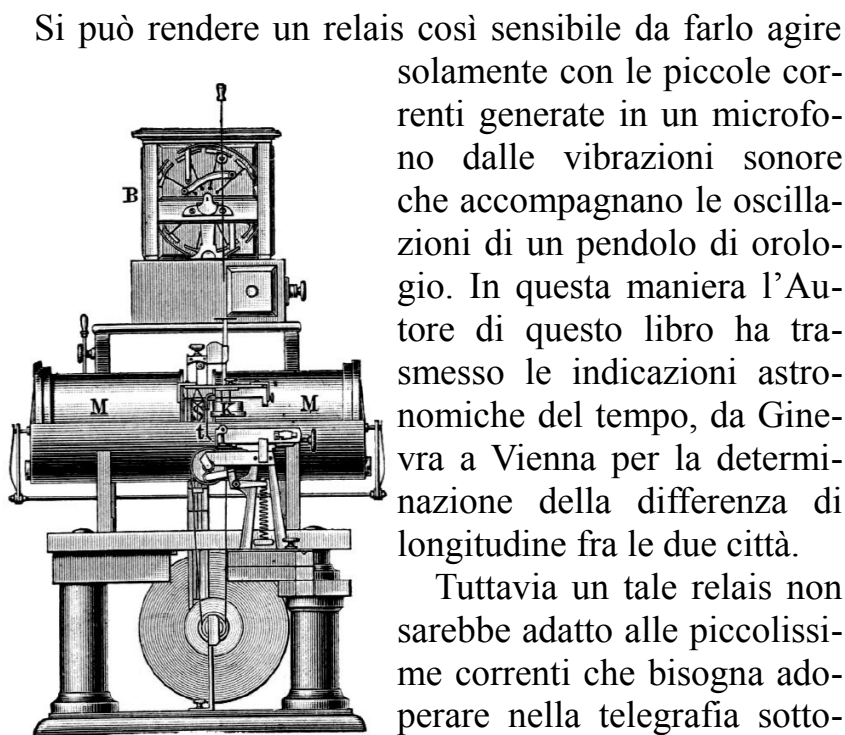 Si può rendere un relais così sensibile da farlo agire
solamente con le piccole cor-
renti generate in un microfo-
no dalle vibrazioni sonore
che accompagnano le oscilla-
zioni di un pendolo di orolo-
gio. In questa maniera l’Au-
tore di questo libro ha tra-
smesso le indicazioni astro-
nomiche del tempo, da Gine-
vra a Vienna per la determi-
nazione della differenza di
longitudine fra le due città.
Tuttavia un tale relais non
sarebbe adatto alle piccolissi-
me correnti che bisogna ado-
perare nella telegrafia sotto-
B
M
S
K
M
t